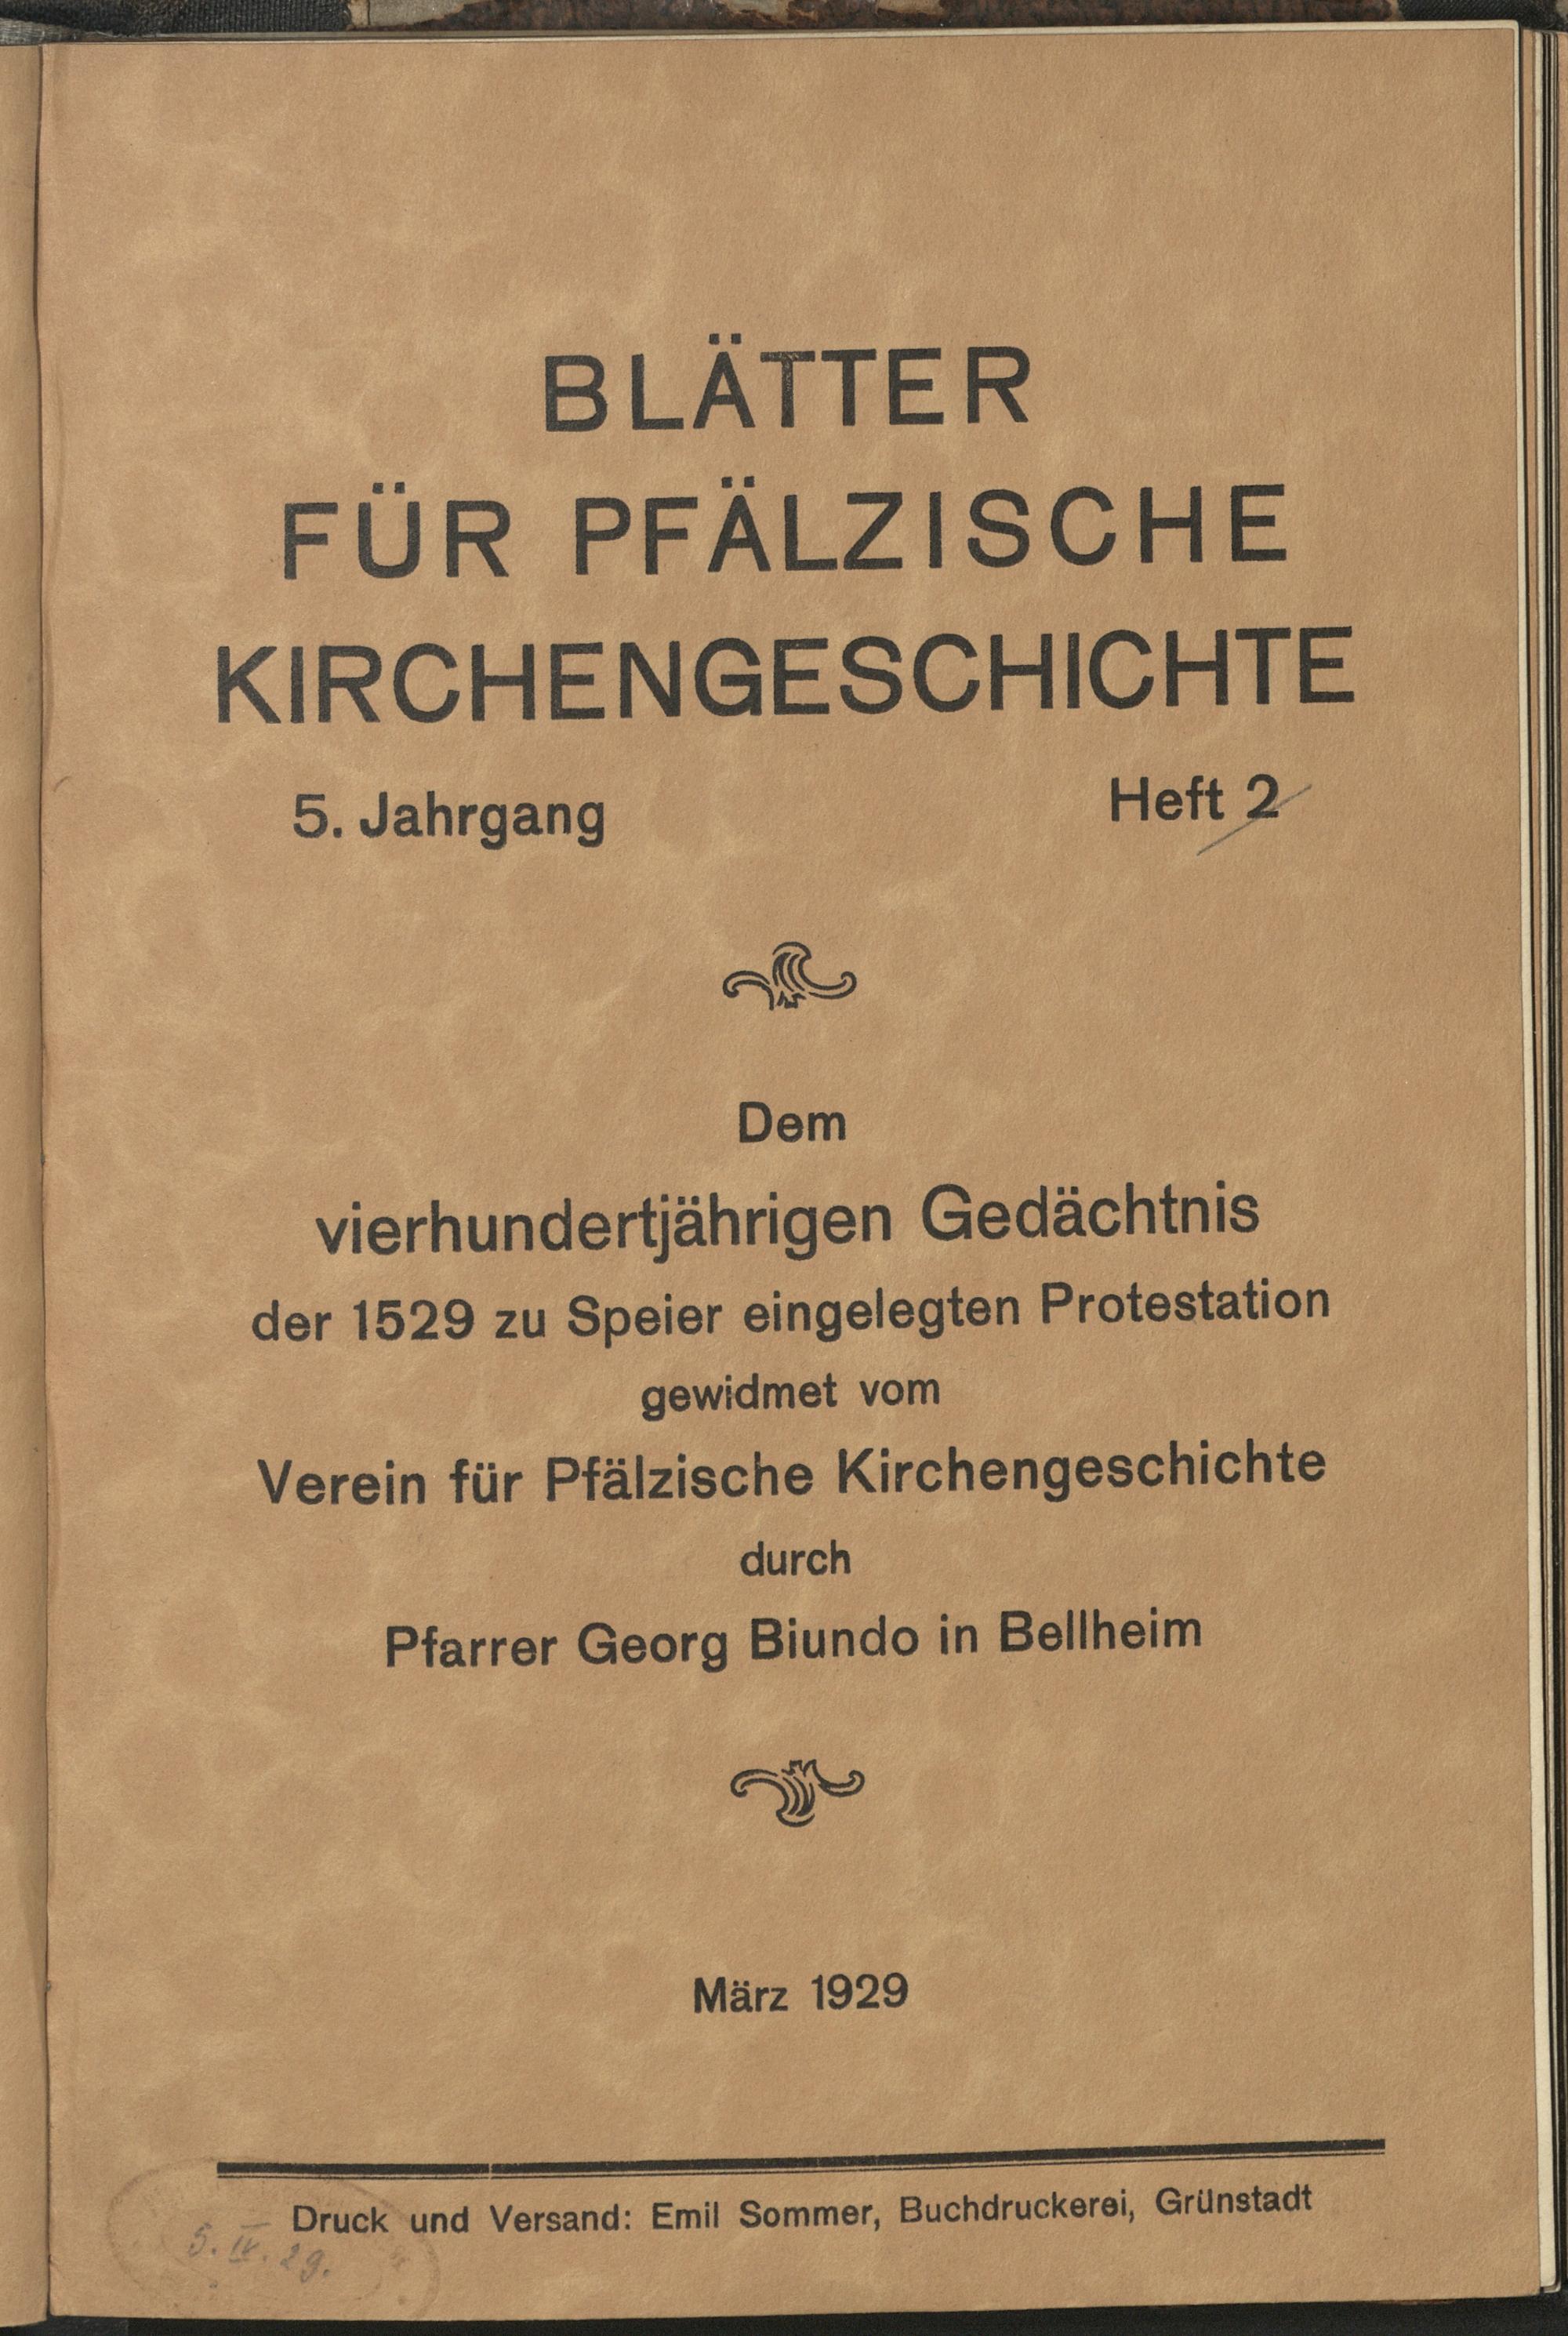 BLÄTTER
FÜR PFÄLZISCHE
KIRCHENGESCHICHTE
5. Jahrgang Heft 2
Dem
vierhundertjährigen Gedächtnis
der 1529 zu Speier eingelegten Protestation
gewidmet vom
Verein für Pfälzische Kirchengeschichte
durch
Pfarrer Georg Biundo in Bellheim
März 1929
Druck und Versand: Emil Sommer, Buchdruckerei, Grünstadt
5. IV. 29.